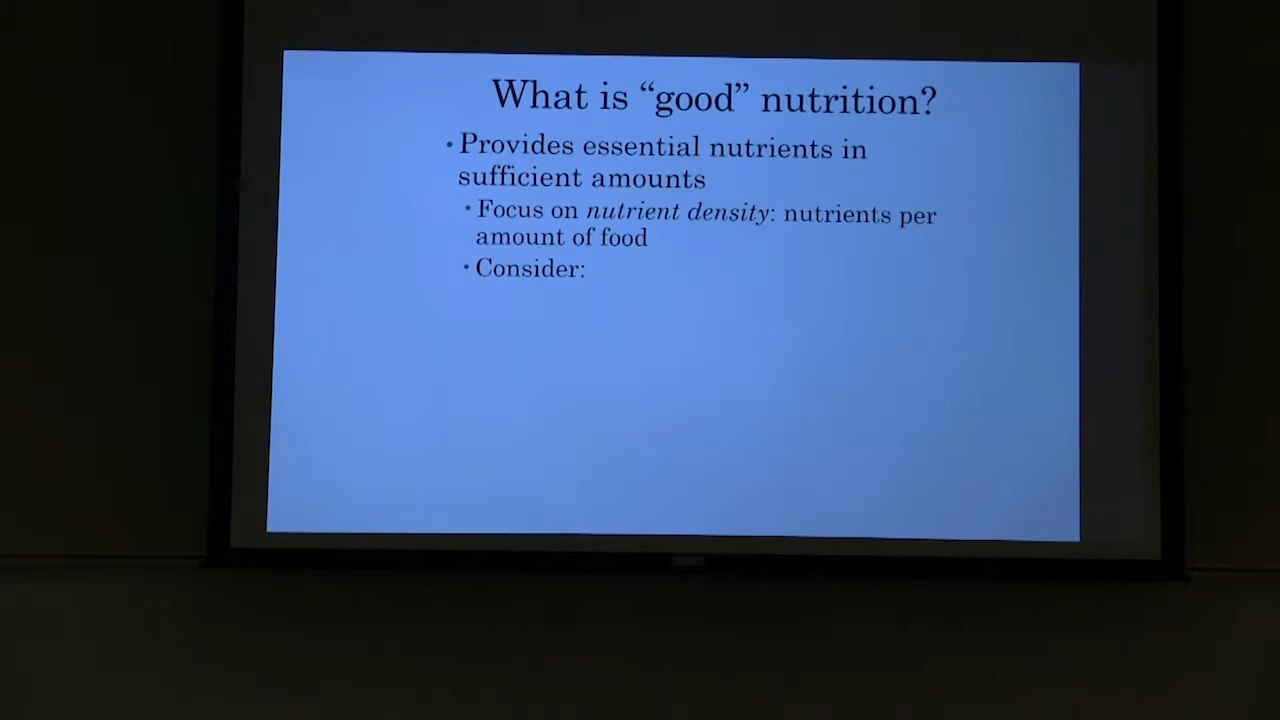 What is “good” nutrition?
• Provides essential nutrients in
sufficient amounts
• Focus on nutrient density: nutrients per
amount of food
• Consider: